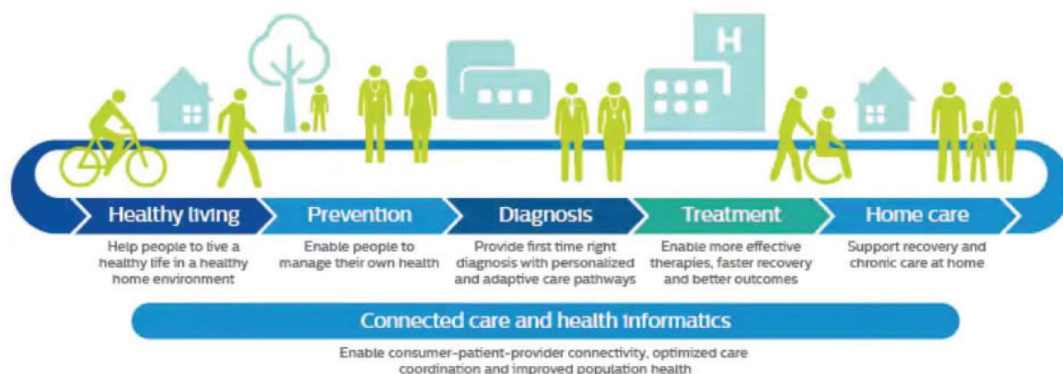 H
Healthy living
Prevention
Diagnosis
Treatment
Home care
Help people to live a
healthy life in a healthy
home environment
Enable people to
manage their own health
Provide first time right
diagnosis with personalized
and adaptive care pathways
Enable more effective
therapies, faster recovery
and better outcomes
Support recovery and
chronic care at home
Connected care and health informatics
Enable consumer-patient-provider connectivity, optimized care
coordination and improved population health